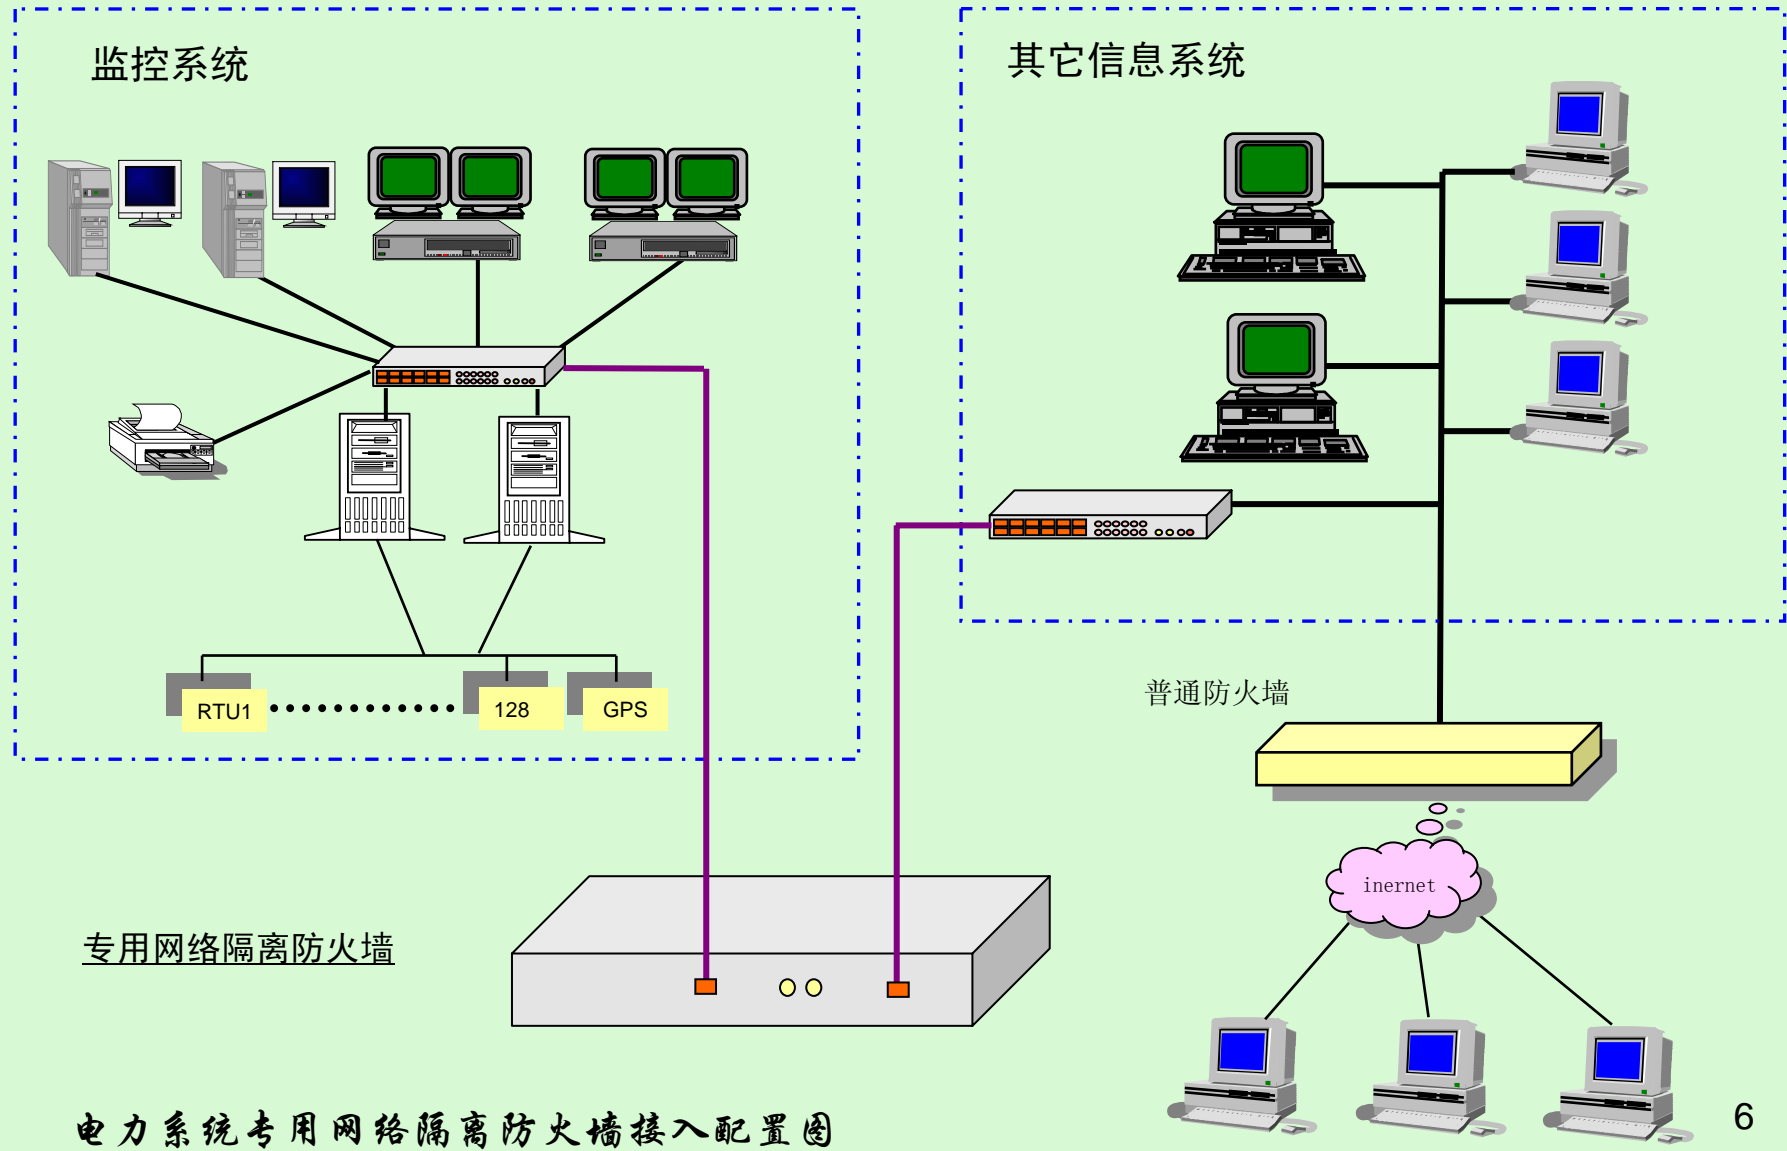 监控系统
其它信息系统
RTU1
128
GPS
普通防火墙
inernet
专用网络隔离防火墙
电力系统专用网络隔离防火墙接入配置图
6